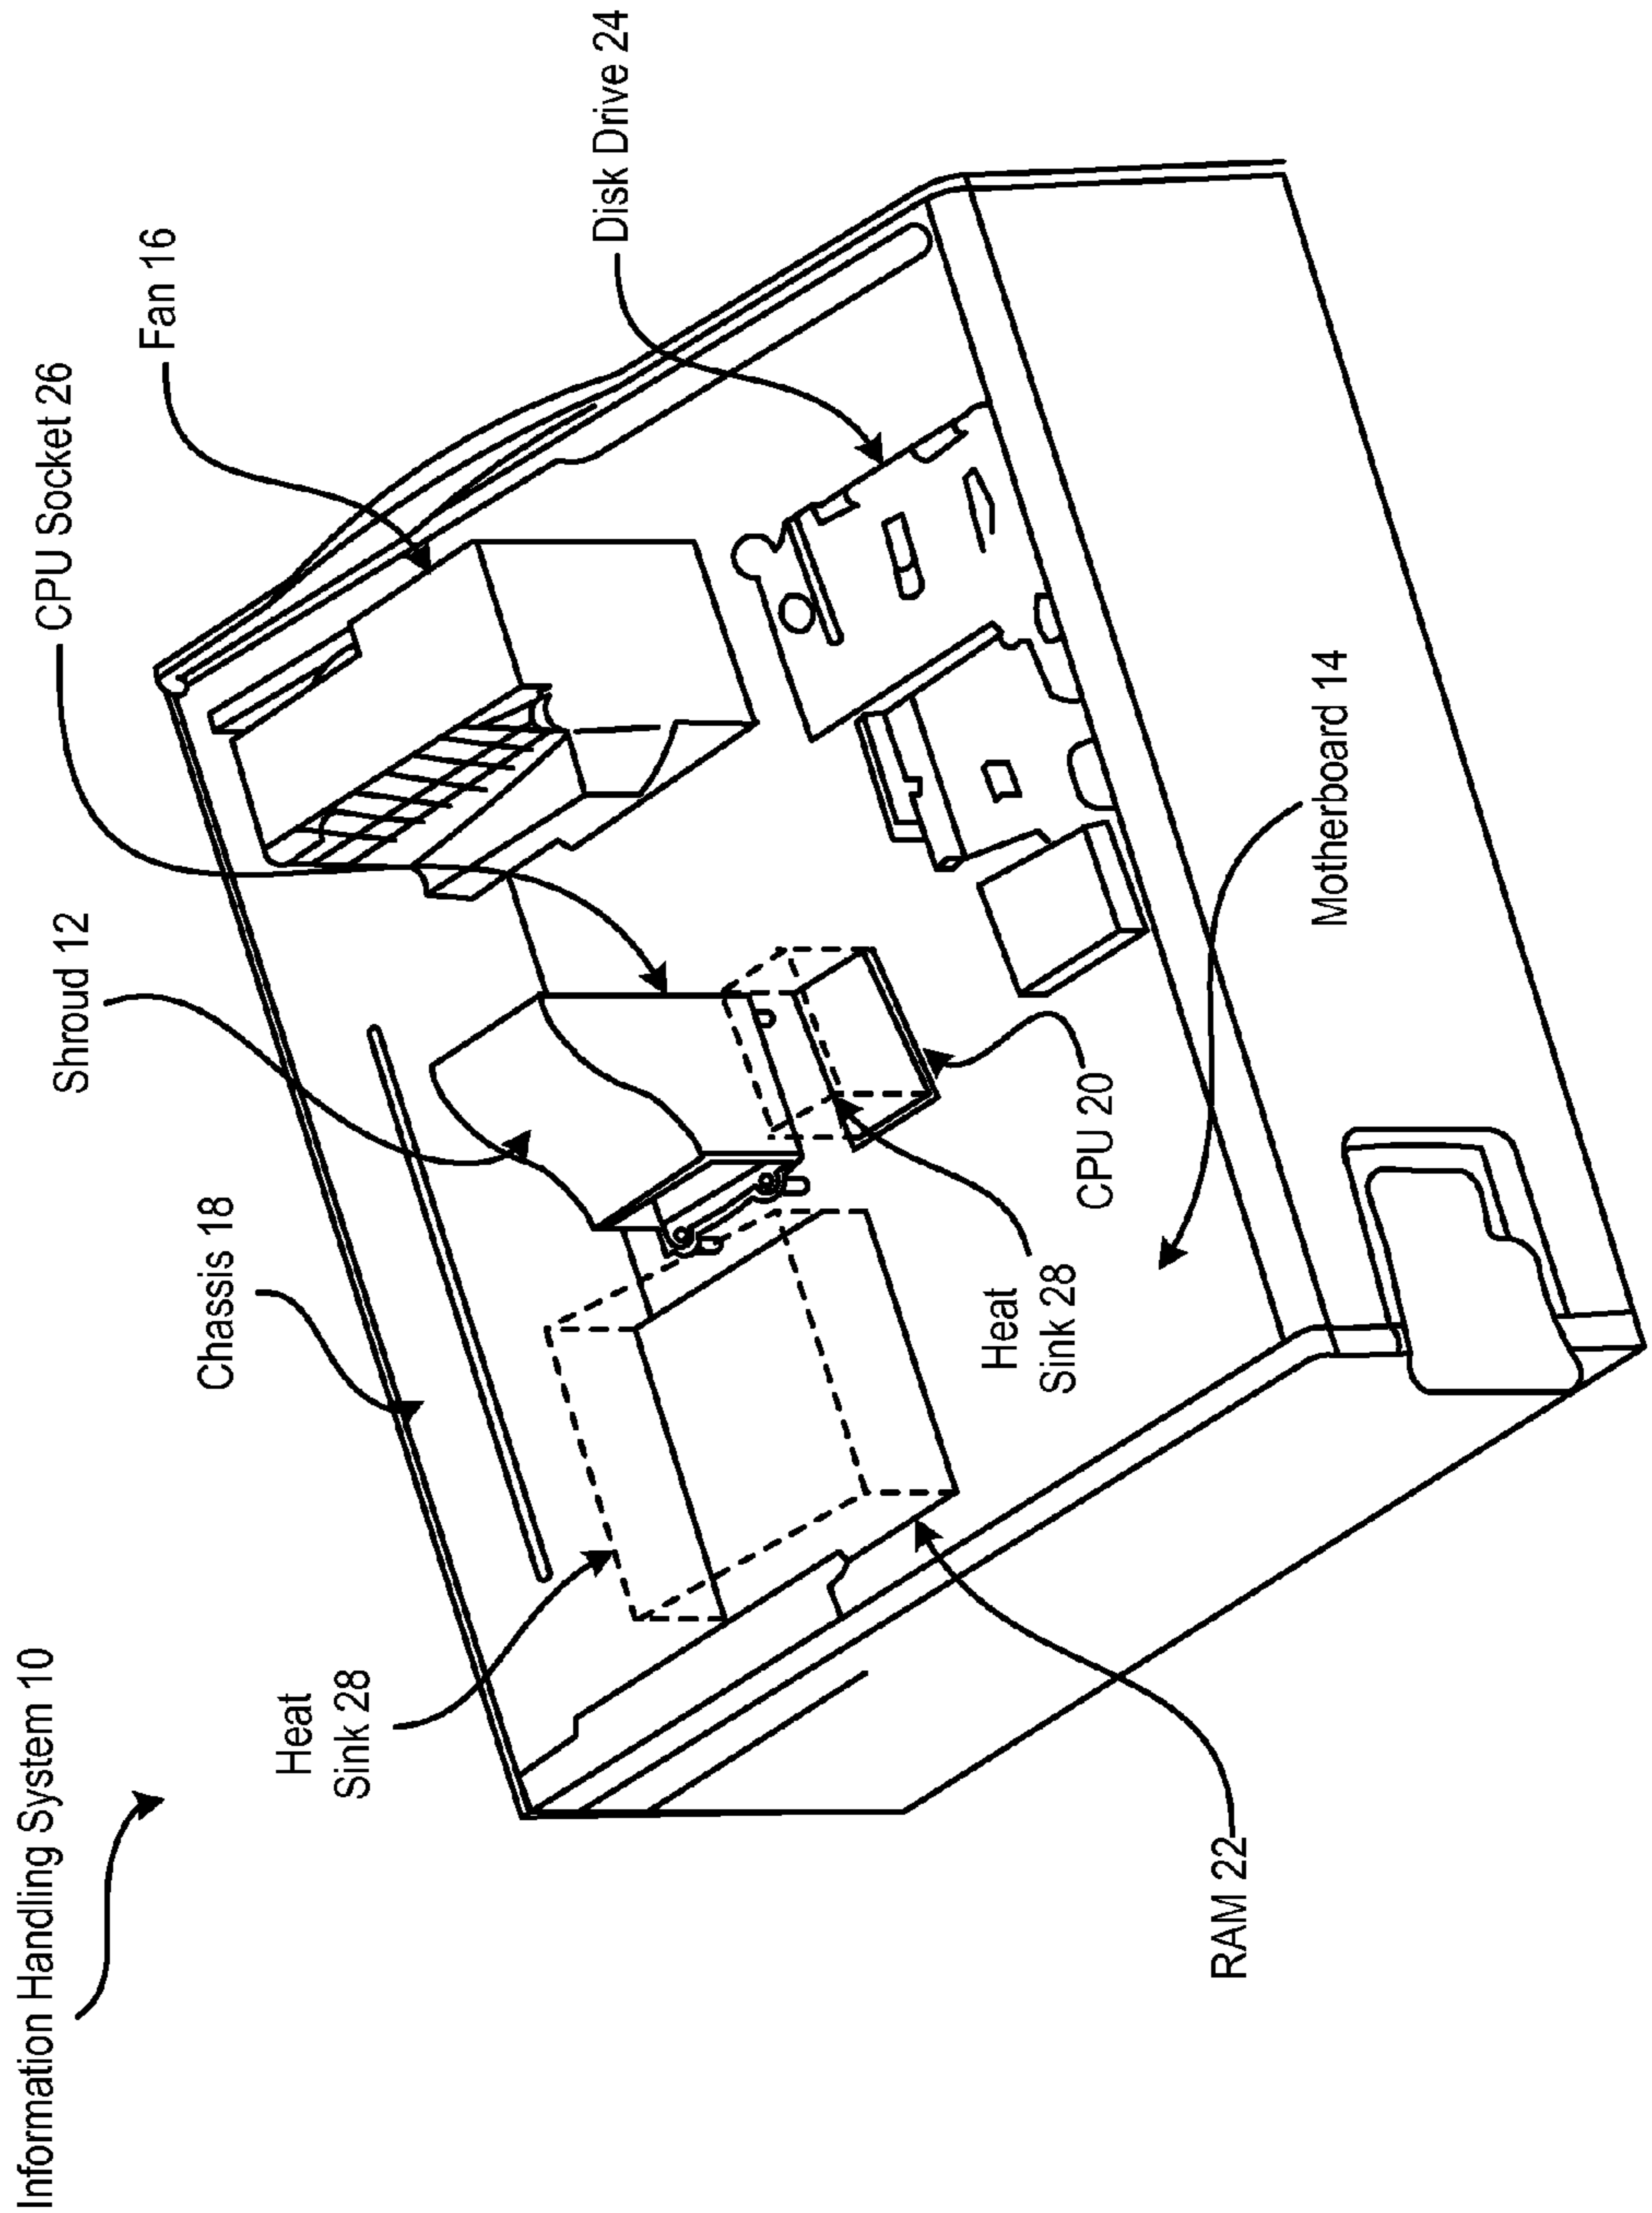 Information Handling System 10
Chassis 18
Shroud 12
CPU Socket 26
Fan 16
Disk Drive 24
Heat
Sink 28
RAM 22
Heat
Sink 28
CPU 20
Motherboard 14